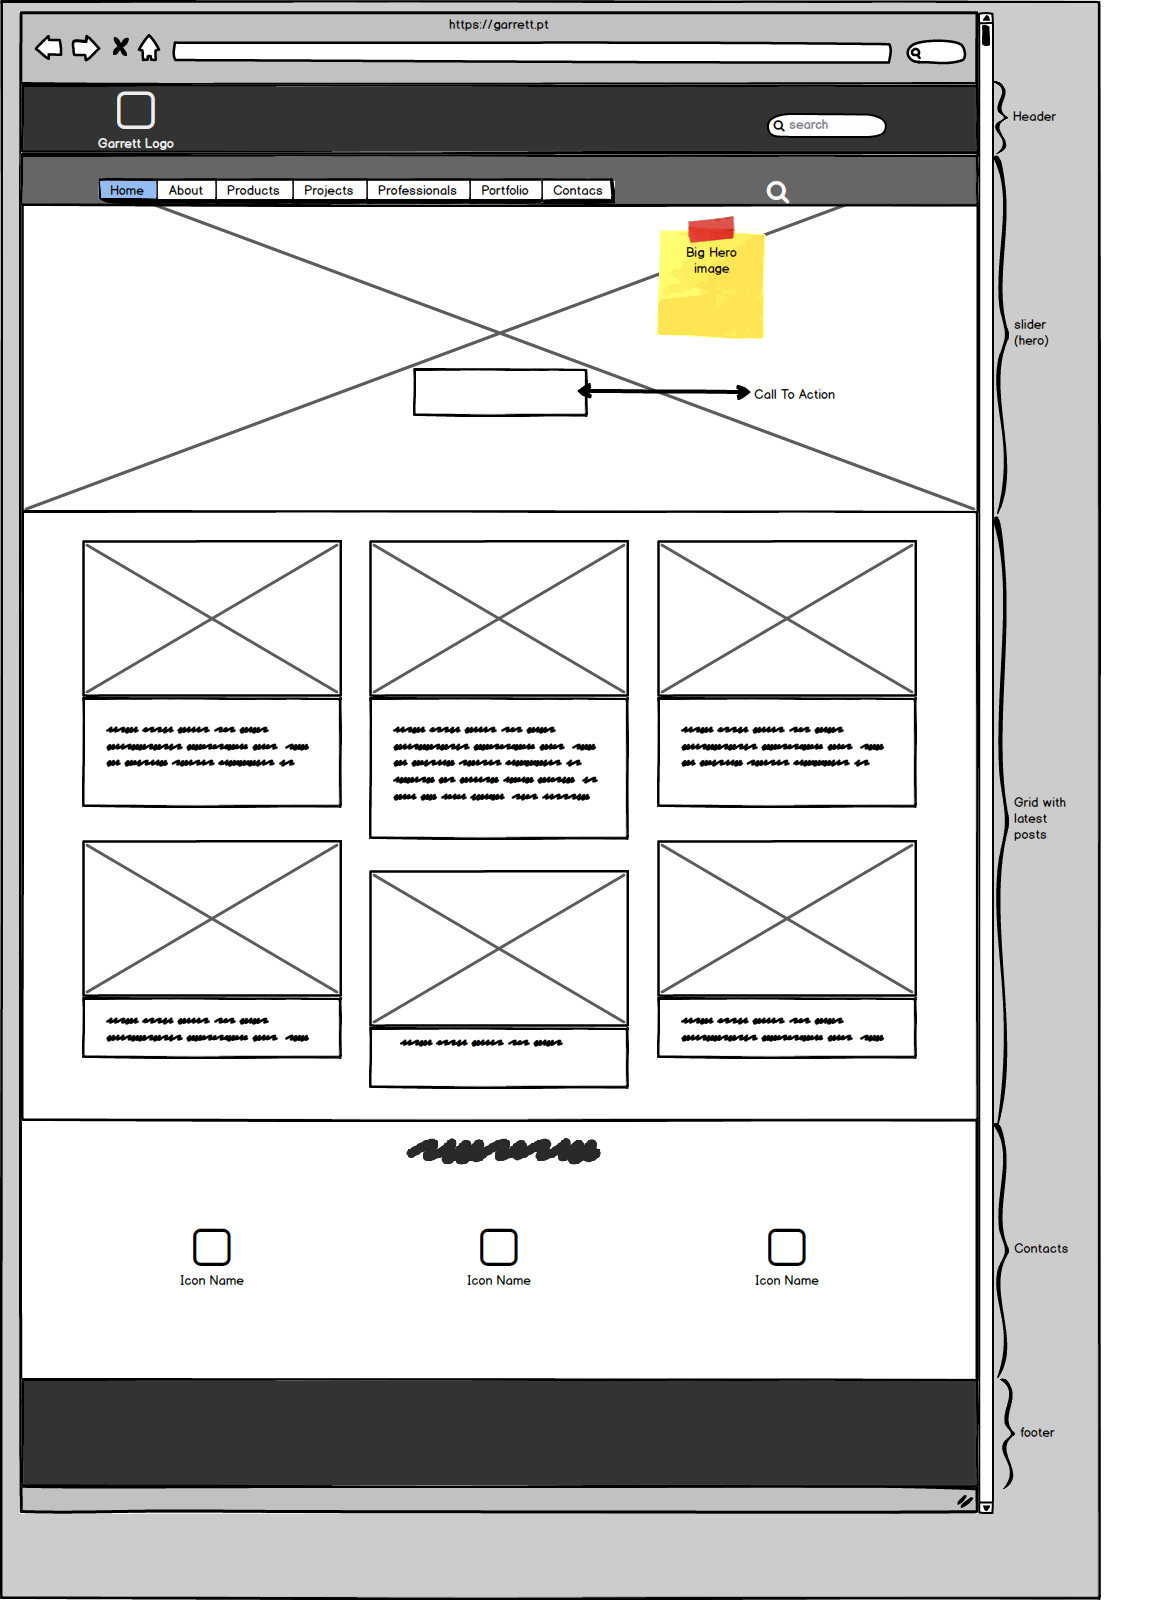 https://garrett.pt
Garrett Logo
search
Header
Home About Products Projects Professionals Portfolio Contacs
Big Hero
image
slider
(hero)
Call To Action
Grid with
latest
posts
Contacts
Icon Name Icon Name Icon Name
footer